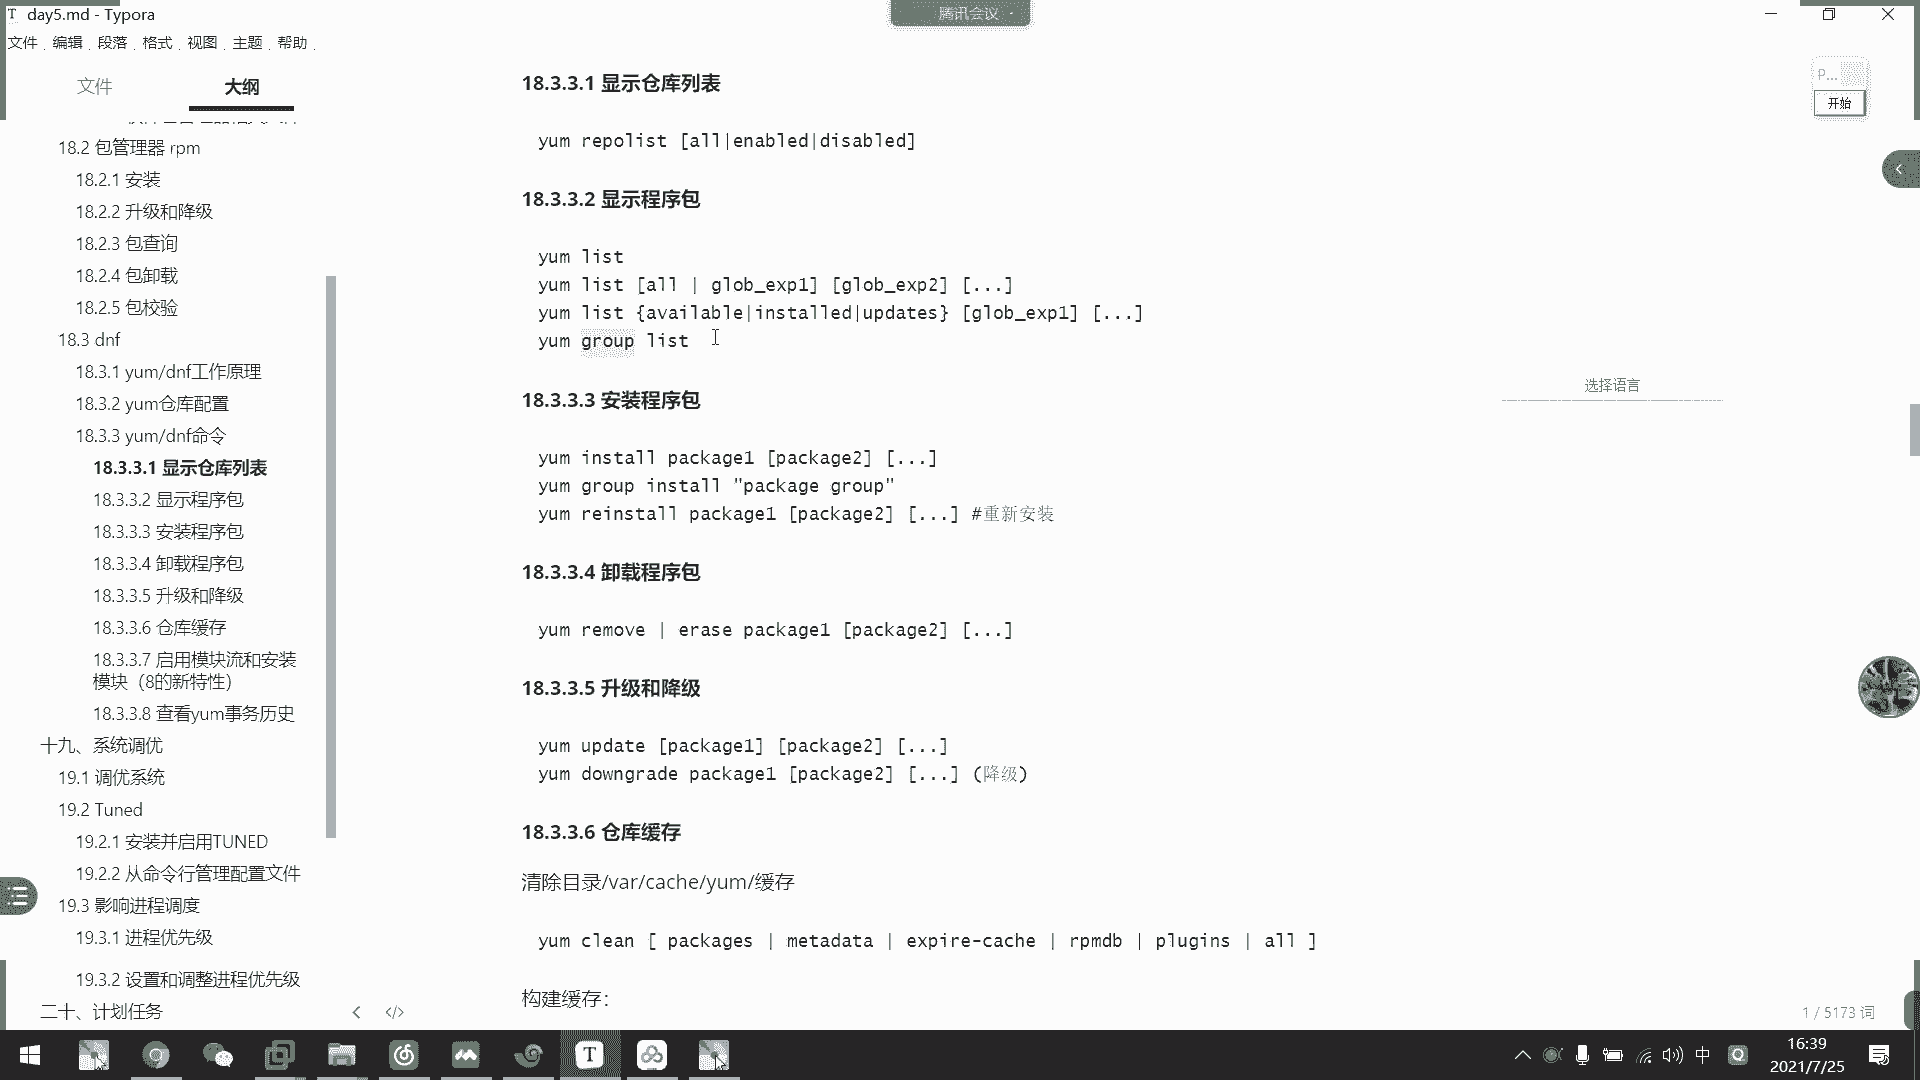 day5.md - Typora
腾讯会议
文件 编辑 段落 格式 视图 主题 帮助
文件 大纲
18.2 包管理器 rpm
18.2.1 安装
18.2.2 升级和降级
18.2.3 包查询
18.2.4 包卸载
18.2.5 包校验
18.3 dnf
18.3.1 yum/dnf工作原理
18.3.2 yum仓库配置
18.3.3 yum/dnf命令
18.3.3.1 显示仓库列表
18.3.3.2 显示程序包
18.3.3.3 安装程序包
18.3.3.4 卸载程序包
18.3.3.5 升级和降级
18.3.3.6 仓库缓存
18.3.3.7 启用模块流和安装
模块（8的新特性）
18.3.3.8 查看yum事务历史
十九、系统调优
19.1 调优系统
19.2 Tuned
19.2.1 安装并启用TUNED
19.2.2 从命令行管理配置文件
19.3 影响进程调度
19.3.1 进程优先级
19.3.2 设置和调整进程优先级
二十、计划任务
18.3.3.1 显示仓库列表
yum repolist [all|enabled|disabled]
18.3.3.2 显示程序包
yum list
yum list [all | glob_exp1] [glob_exp2] [...]
yum list {available|installed|updates} [glob_exp1] [...]
yum group list
18.3.3.3 安装程序包
yum install package1 [package2] [...]
yum group install "package group"
yum reinstall package1 [package2] [...] #重新安装
18.3.3.4 卸载程序包
yum remove | erase package1 [package2] [...]
18.3.3.5 升级和降级
yum update [package1] [package2] [...]
yum downgrade package1 [package2] [...] (降级)
18.3.3.6 仓库缓存
清除目录/var/cache/yum/缓存
yum clean [ packages | metadata | expire-cache | rpmdb | plugins | all ]
构建缓存：
P...
开始
选择语言
1 / 5173 词
中
16:39
2021/7/25